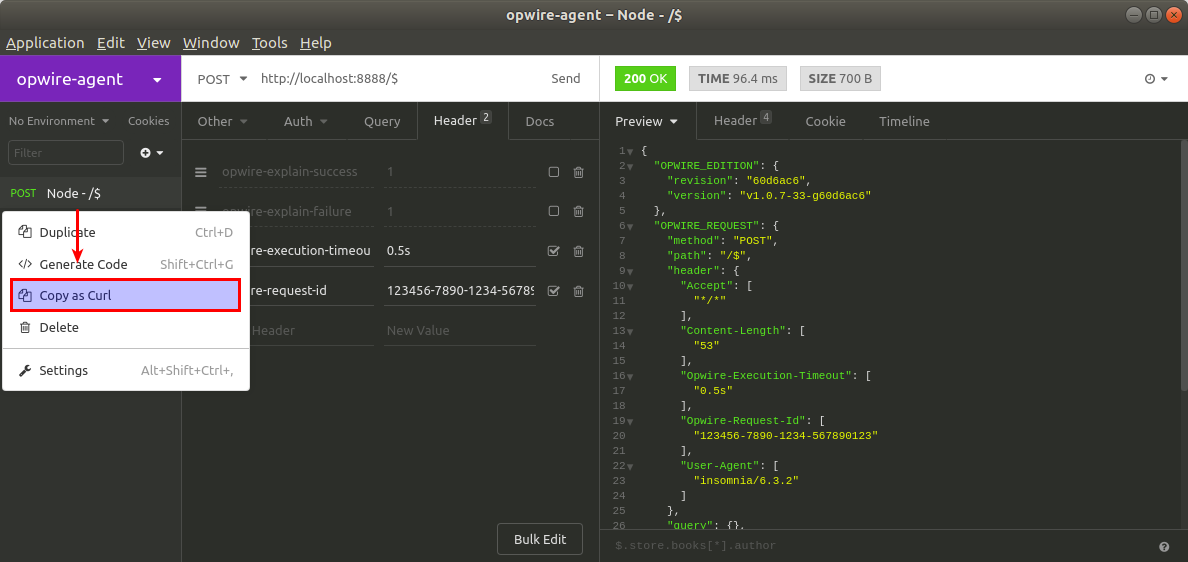 opwire-agent – Node - /$
Application Edit View Window Tools Help
opwire-agent
POST http://localhost:8888/$ Send
200 OK TIME 96.4 ms SIZE 700 B
No Environment Cookies
Other Auth Query Header 2 Docs
Preview Header 4 Cookie Timeline
Filter
POST Node - /$
Duplicate Ctrl+D
Generate Code Shift+Ctrl+G
Copy as Curl
Delete
Settings Alt+Shift+Ctrl+,
opwire-explain-success 1
opwire-explain-failure 1
re-execution-timeou 0.5s
re-request-id 123456-7890-1234-56789
Header New Value
Bulk Edit
1 {
2 "OPWIRE_EDITION": {
3 "revision": "60d6ac6",
4 "version": "v1.0.7-33-g60d6ac6"
5 },
6 "OPWIRE_REQUEST": {
7 "method": "POST",
8 "path": "/$",
9 "header": {
10 "Accept": [
11 "*/*"
12 ],
13 "Content-Length": [
14 "53"
15 ],
16 "Opwire-Execution-Timeout": [
17 "0.5s"
18 ],
19 "Opwire-Request-Id": [
20 "123456-7890-1234-567890123"
21 ],
22 "User-Agent": [
23 "insomnia/6.3.2"
24 ]
25 },
26 "query": {},
$.store.books[*].author